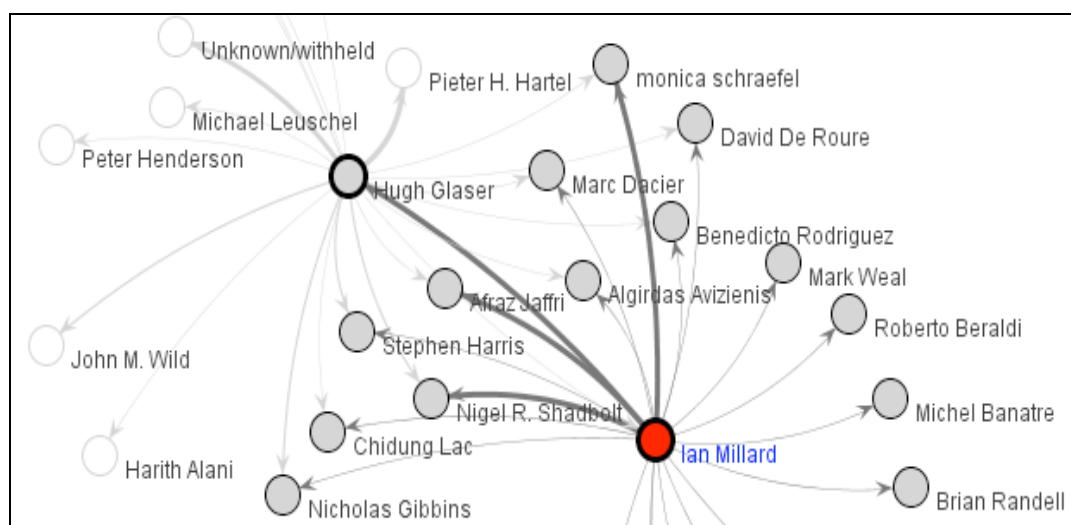 Unknown/withheld
Pieter H. Hartel
monica schraefel
Michael Leuschel
David De Roure
Peter Henderson
Hugh Glaser
Marc Dacier
Benedicto Rodriguez
Mark Weal
Afraz Jaffri
Algirdas Avizienis
Roberto Beraldi
Stephen Harris
John M. Wild
Nigel R. Shadbolt
Michel Banatre
Chidung Lac
Ian Millard
Harith Alani
Nicholas Gibbins
Brian Randell